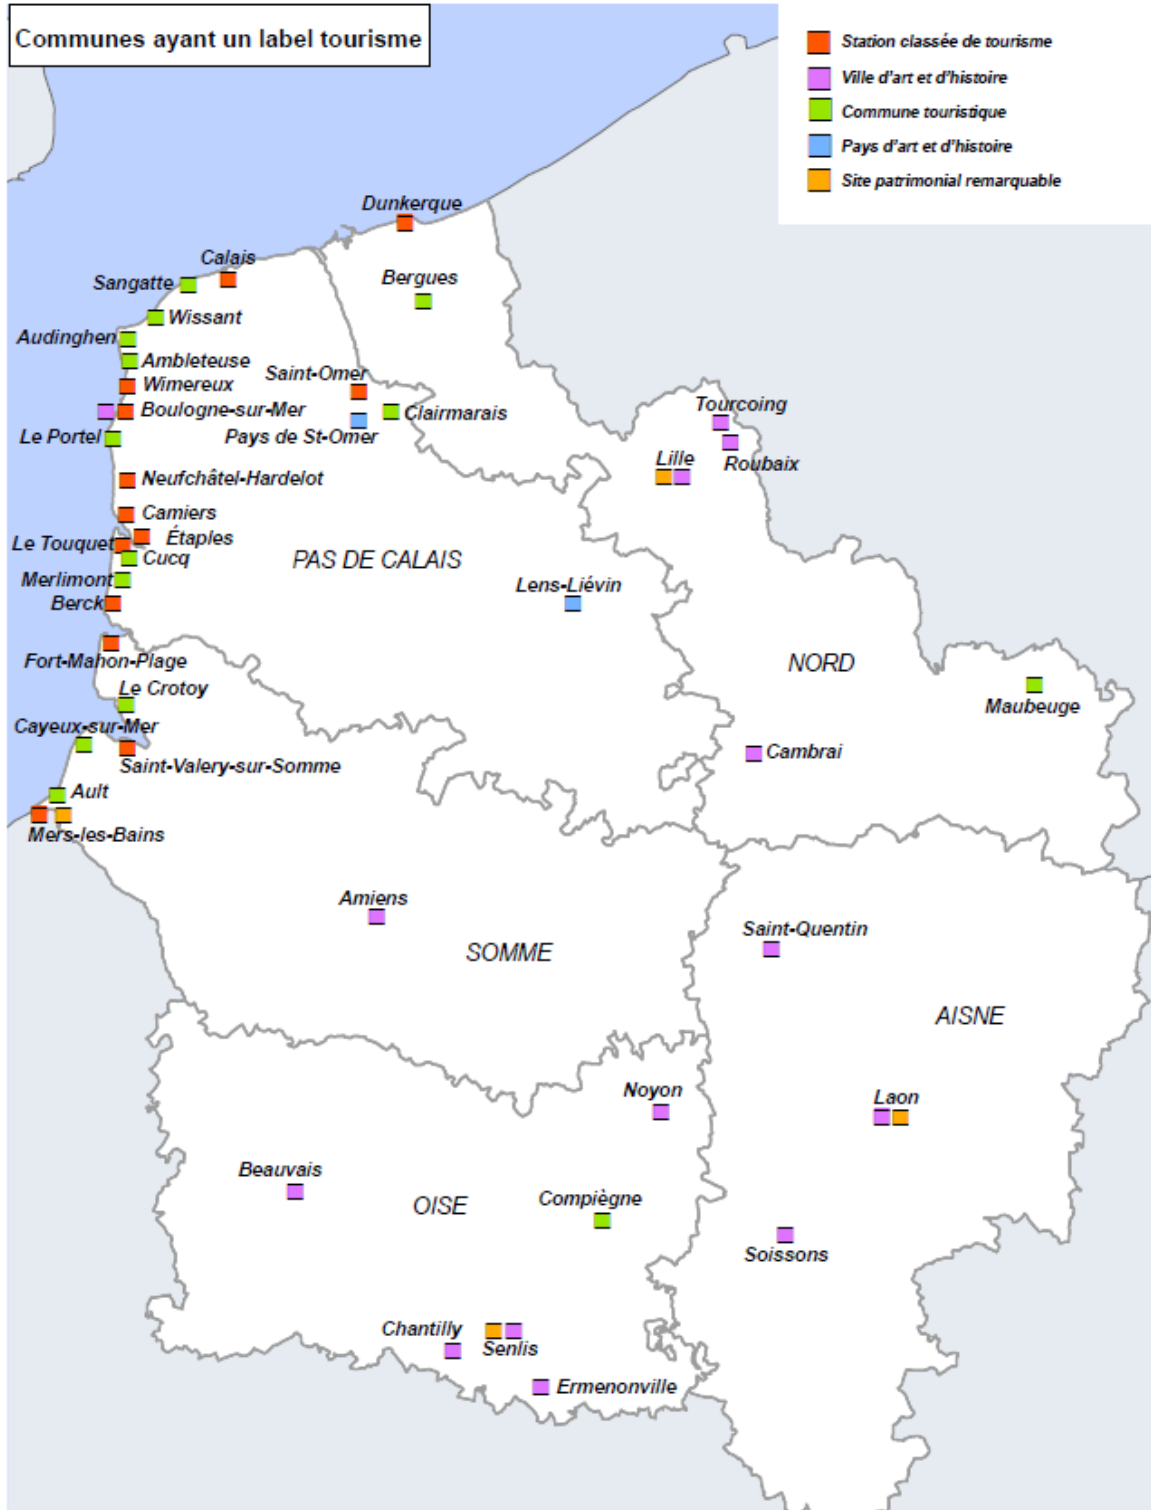 Communes ayant un label tourisme
Station classée de tourisme
Ville d'art et d'histoire
Commune touristique
Pays d'art et d'histoire
Site patrimonial remarquable
Dunkerque
Calais
Bergues
Sangatte
Wissant
Audinghen
Ambleteuse
Saint-Omer
Wimereux
Tourcoing
Boulogne-sur-Mer
Clairmarais
Le Portel
Pays de St-Omer
Lille
Roubaix
Neufchâtel-Hardelot
Camiers
Étaples
Le Touquet
Cucq
PAS DE CALAIS
Merlimont
Lens-Liévin
Berck
Fort-Mahon-Plage
NORD
Le Crotoy
Maubeuge
Cayeux-sur-Mer
Cambrai
Saint-Valery-sur-Somme
Ault
Mers-les-Bains
Amiens
Saint-Quentin
SOMME
AISNE
Noyon
Laon
Beauvais
Compiègne
OISE
Soissons
Chantilly
Senlis
Ermenonville